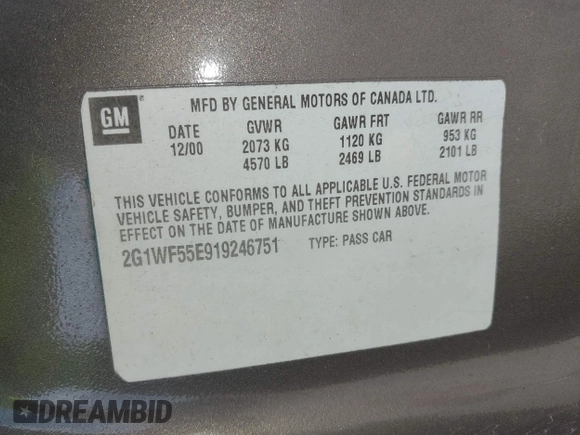 GM
MFD BY GENERAL MOTORS OF CANADA LTD.
DATE GVWR GAWR FRT GAWR RR
12/00 2073 KG 1120 KG 953 KG
4570 LB 2469 LB 2101 LB
THIS VEHICLE CONFORMS TO ALL APPLICABLE U.S. FEDERAL MOTOR
VEHICLE SAFETY, BUMPER, AND THEFT PREVENTION STANDARDS IN
EFFECT ON THE DATE OF MANUFACTURE SHOWN ABOVE.
2G1WF55E919246751 TYPE: PASS CAR
DREAMBID